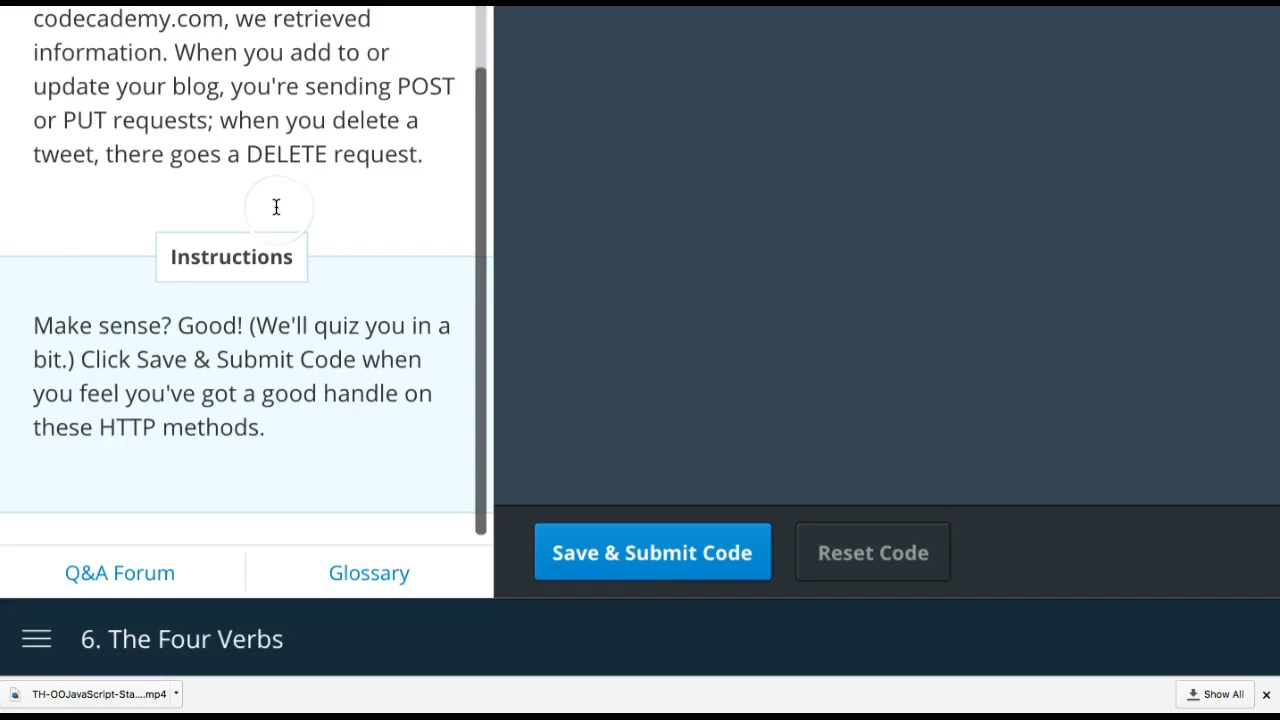 codecademy.com, we retrieved
information. When you add to or
update your blog, you're sending POST
or PUT requests; when you delete a
tweet, there goes a DELETE request.
Instructions
Make sense? Good! (We'll quiz you in a
bit.) Click Save & Submit Code when
you feel you've got a good handle on
these HTTP methods.
Save & Submit Code
Reset Code
Q&A Forum
Glossary
6. The Four Verbs
TH-OOJavaScript-Sta....mp4
Show All